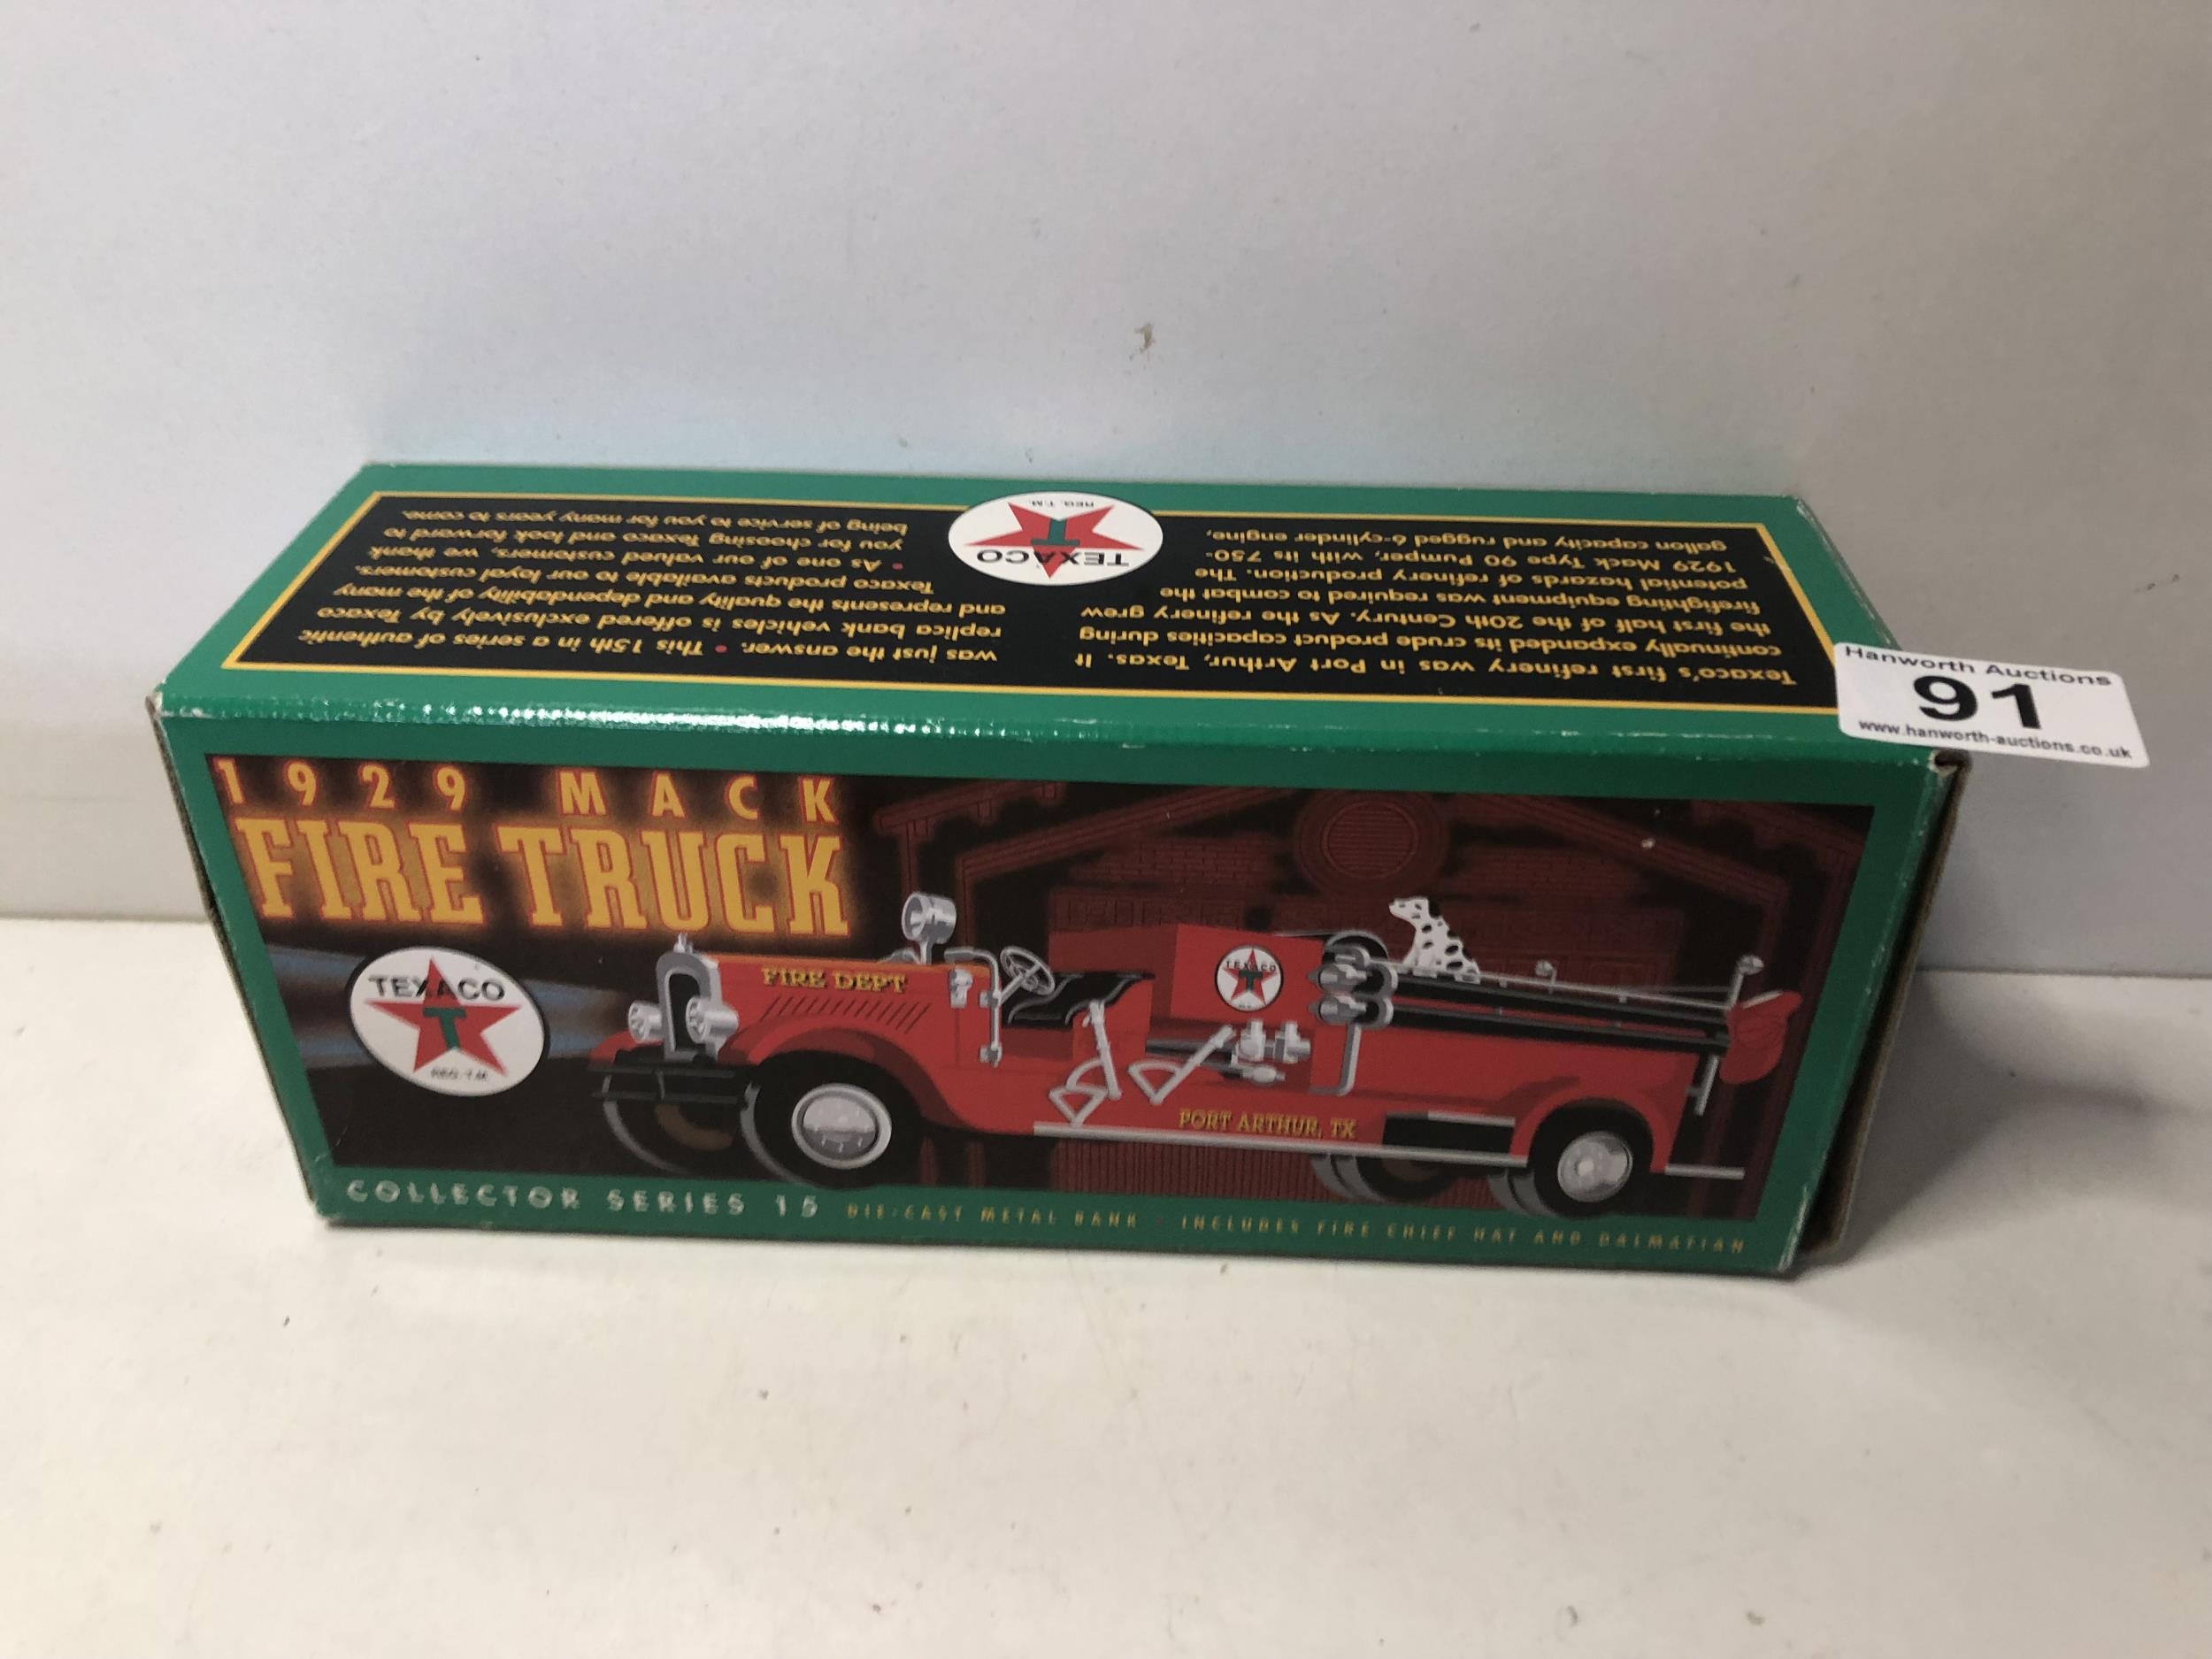 Texaco's first refinery was in Port Arthur, Texas. It
continually expanded its crude product capacities during
the first half of the 20th Century. As the refinery grew
firefighting equipment was required to combat the
potential hazards of refinery production. The
1929 Mack Type 90 Pumper, with its 750-
gallon capacity and rugged 6-cylinder engine,
was just the answer. • This 15th in a series of authentic
replica bank vehicles is offered exclusively by Texaco
and represents the quality and dependability of the many
Texaco products available to our loyal customers.
• As one of our valued customers, we thank
you for choosing Texaco and look forward to
being of service to you for many years to come.
TEXACO
T
REG. T.M.
Hanworth Auctions
91
www.hanworth-auctions.co.uk
1929 MACK
FIRE TRUCK
TEXACO
T
REG. T.M.
FIRE DEPT
TEXACO
T
PORT ARTHUR, TX
COLLECTOR SERIES 15 DIE-CAST METAL BANK • INCLUDES FIRE CHIEF HAT AND DALMATIAN